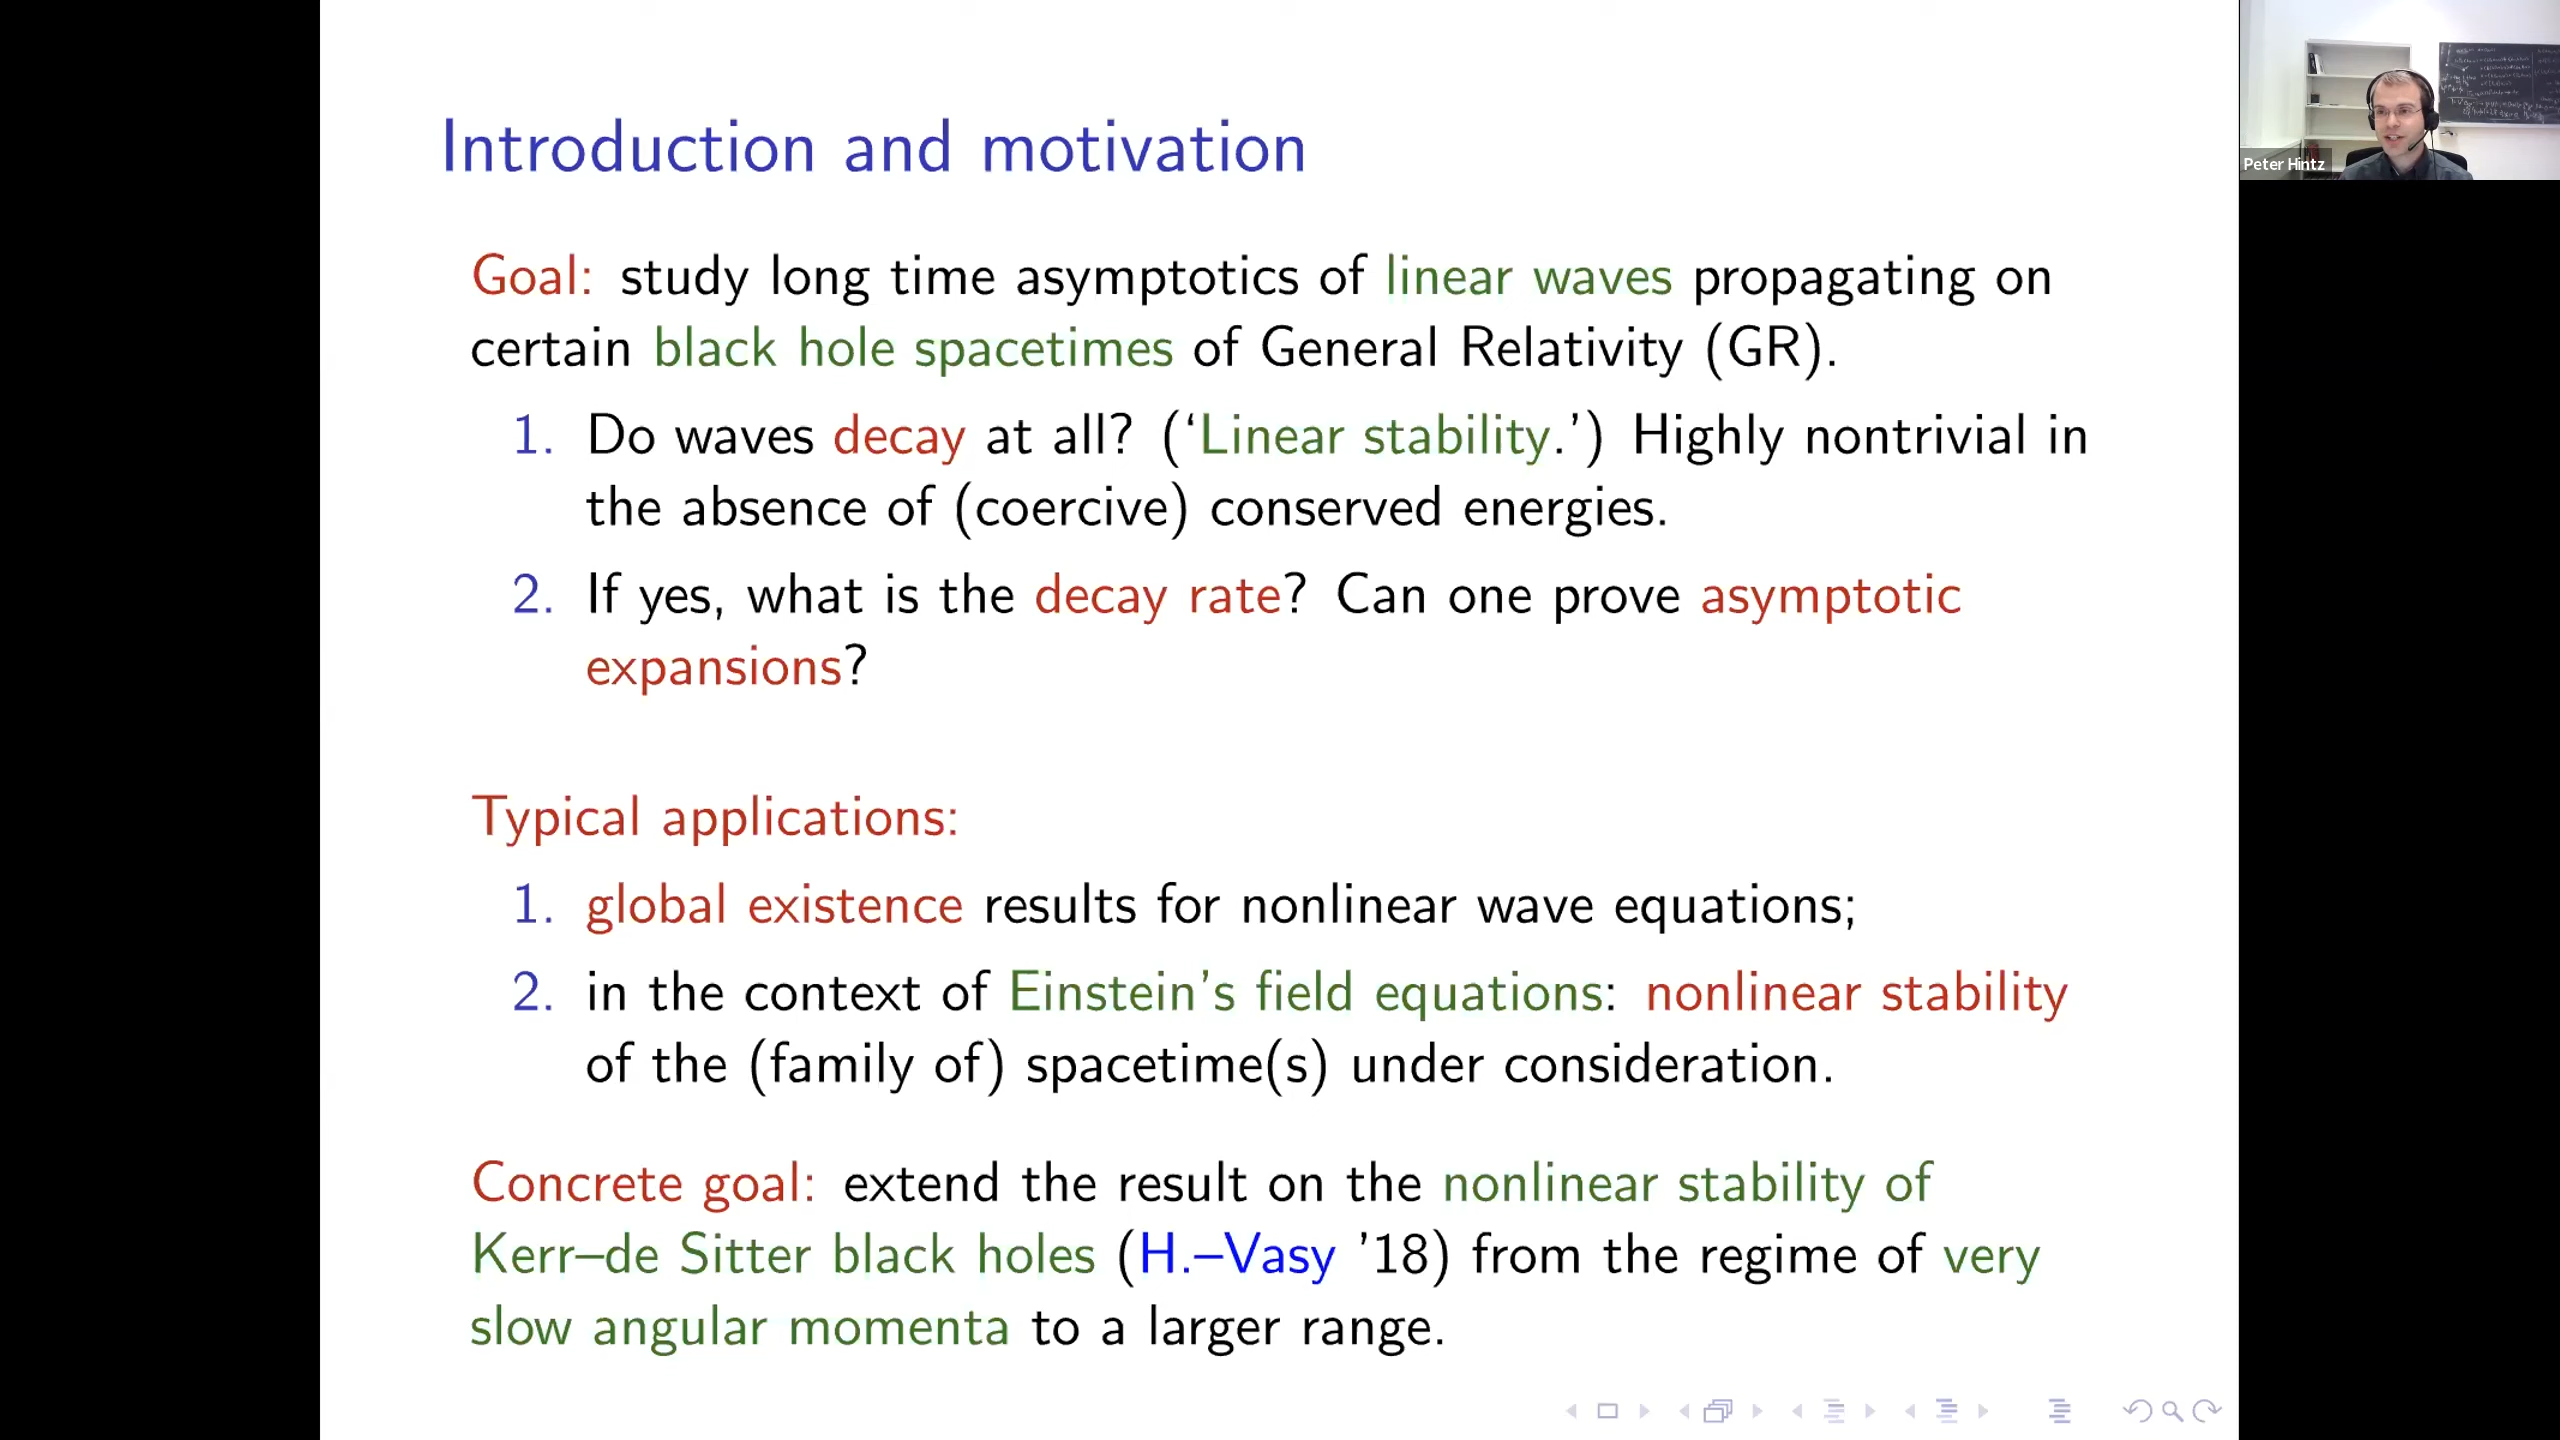 Introduction and motivation
Peter Hintz
Goal: study long time asymptotics of linear waves propagating on
certain black hole spacetimes of General Relativity (GR).
1. Do waves decay at all? (‘Linear stability.’) Highly nontrivial in
the absence of (coercive) conserved energies.
2. If yes, what is the decay rate? Can one prove asymptotic
expansions?
Typical applications:
1. global existence results for nonlinear wave equations;
2. in the context of Einstein’s field equations: nonlinear stability
of the (family of) spacetime(s) under consideration.
Concrete goal: extend the result on the nonlinear stability of
Kerr–de Sitter black holes (H.–Vasy ’18) from the regime of very
slow angular momenta to a larger range.